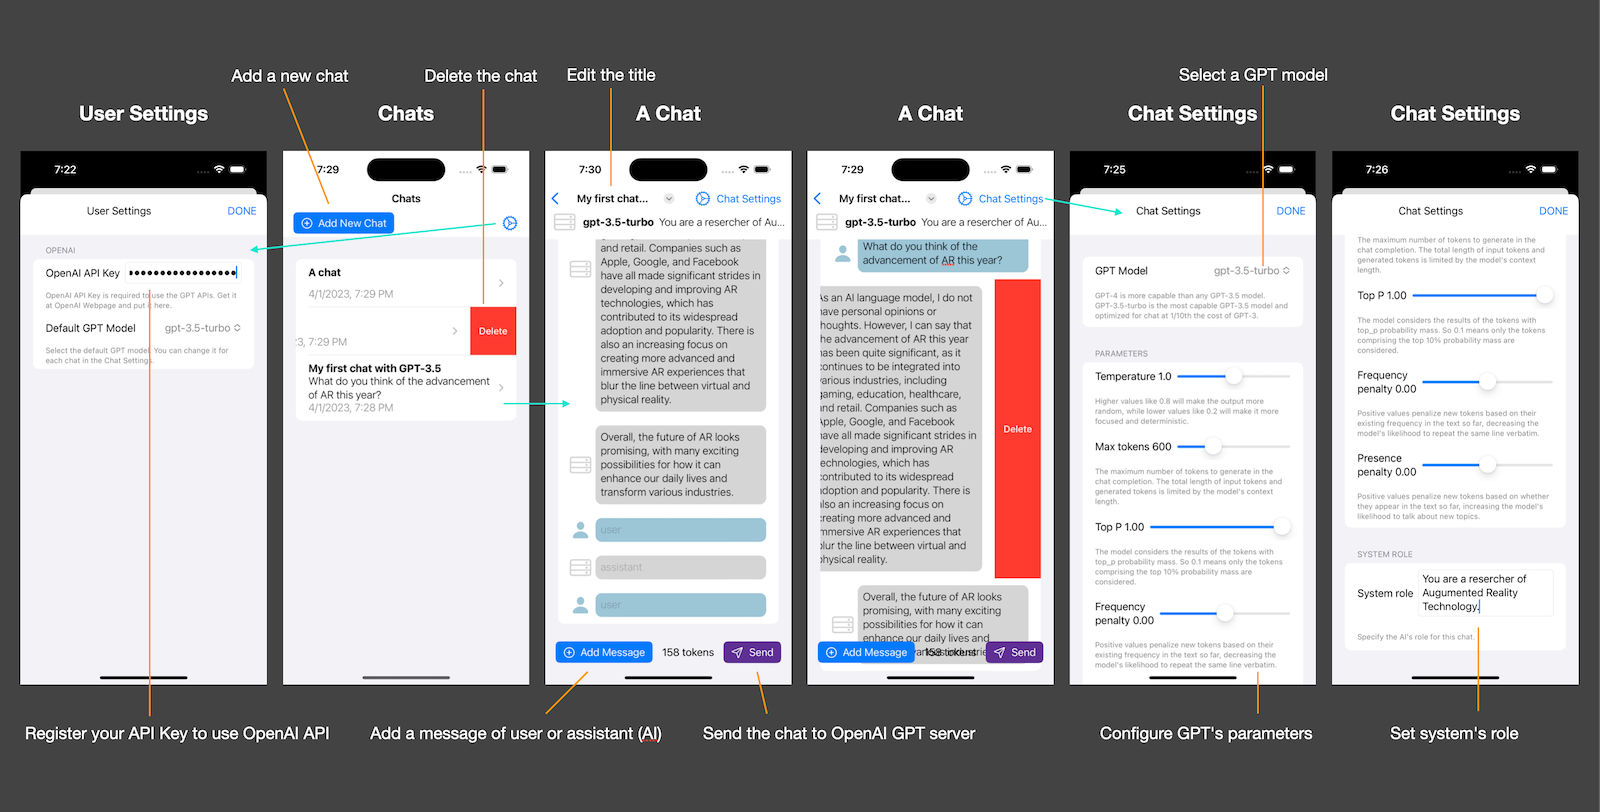 Add a new chat
Delete the chat
Edit the title
Select a GPT model
User Settings
Chats
A Chat
A Chat
Chat Settings
Chat Settings
7:22
User Settings
DONE
OPENAI
OpenAI API Key
OpenAI API Key is required to use the GPT APIs. Get it
at OpenAI Webpage and put it here.
Default GPT Model
gpt-3.5-turbo
Select the default GPT model. You can change it for
each chat in the Chat Settings.
7:29
Chats
Add New Chat
A chat
4/1/2023, 7:29 PM
23, 7:29 PM
Delete
My first chat with GPT-3.5
What do you think of the advancement
of AR this year?
4/1/2023, 7:28 PM
7:30
My first chat...
Chat Settings
gpt-3.5-turbo You are a resercher of Au...
and retail. Companies such as
Apple, Google, and Facebook
have all made significant strides in
developing and improving AR
technologies, which has
contributed to its widespread
adoption and popularity. There is
also an increasing focus on
creating more advanced and
immersive AR experiences that
blur the line between virtual and
physical reality.
Overall, the future of AR looks
promising, with many exciting
possibilities for how it can
enhance our daily lives and
transform various industries.
user
assistant
user
Add Message
158 tokens
Send
7:29
My first chat...
Chat Settings
gpt-3.5-turbo You are a resercher of Au...
What do you think of the
advancement of AR this year?
As an AI language model, I do not
have personal opinions or
thoughts. However, I can say that
the advancement of AR this year
has been quite significant, as it
continues to be integrated into
various industries, including
gaming, education, healthcare,
and retail. Companies such as
Apple, Google, and Facebook
have all made significant strides in
developing and improving AR
technologies, which has
contributed to its widespread
adoption and popularity. There is
also an increasing focus on
creating more advanced and
immersive AR experiences that
blur the line between virtual and
physical reality.
Delete
Overall, the future of AR looks
promising, with many exciting
possibilities for how it can
enhance our daily lives and
Add Message
158 tokens
Send
7:25
Chat Settings
DONE
GPT Model
gpt-3.5-turbo
GPT-4 is more capable than any GPT-3.5 model.
GPT-3.5-turbo is the most capable GPT-3.5 model and
optimized for chat at 1/10th the cost of GPT-3.
PARAMETERS
Temperature 1.0
Higher values like 0.8 will make the output more
random, while lower values like 0.2 will make it more
focused and deterministic.
Max tokens 600
The maximum number of tokens to generate in the
chat completion. The total length of input tokens and
generated tokens is limited by the model's context
length.
Top P 1.00
The model considers the results of the tokens with
top_p probability mass. So 0.1 means only the tokens
comprising the top 10% probability mass are
considered.
Frequency
penalty 0.00
Positive values penalize new tokens based on their
existing frequency in the text so far, decreasing the
model's likelihood to repeat the same line verbatim.
7:26
Chat Settings
DONE
The maximum number of tokens to generate in the
chat completion. The total length of input tokens and
generated tokens is limited by the model's context
length.
Top P 1.00
The model considers the results of the tokens with
top_p probability mass. So 0.1 means only the tokens
comprising the top 10% probability mass are
considered.
Frequency
penalty 0.00
Positive values penalize new tokens based on their
existing frequency in the text so far, decreasing the
model's likelihood to repeat the same line verbatim.
Presence
penalty 0.00
Positive values penalize new tokens based on whether
they appear in the text so far, increasing the model's
likelihood to talk about new topics.
SYSTEM ROLE
System role
You are a resercher of
Augumented Reality
Technology.
Specify the AI's role for this chat.
Register your API Key to use OpenAI API
Add a message of user or assistant (AI)
Send the chat to OpenAI GPT server
Configure GPT's parameters
Set system's role